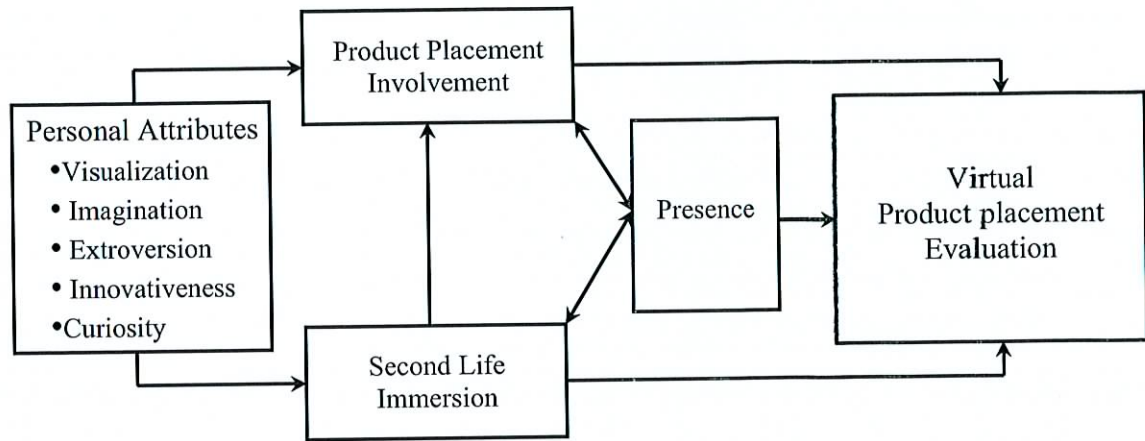 Product Placement
Involvement
Personal Attributes
•Visualization
• Imagination
• Extroversion
• Innovativeness
•Curiosity
Presence
Virtual
Product placement
Evaluation
Second Life
Immersion